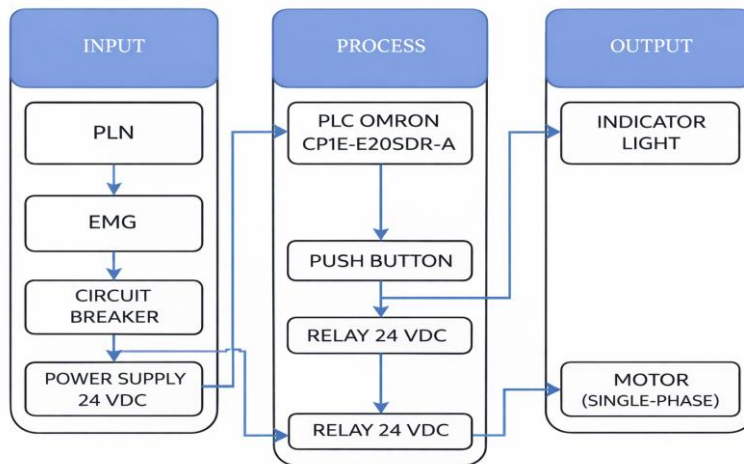 INPUT
PLN
EMG
CIRCUIT
BREAKER
POWER SUPPLY
24 VDC
PROCESS
PLC OMRON
CP1E-E20SDR-A
PUSH BUTTON
RELAY 24 VDC
RELAY 24 VDC
OUTPUT
INDICATOR
LIGHT
MOTOR
(SINGLE-PHASE)